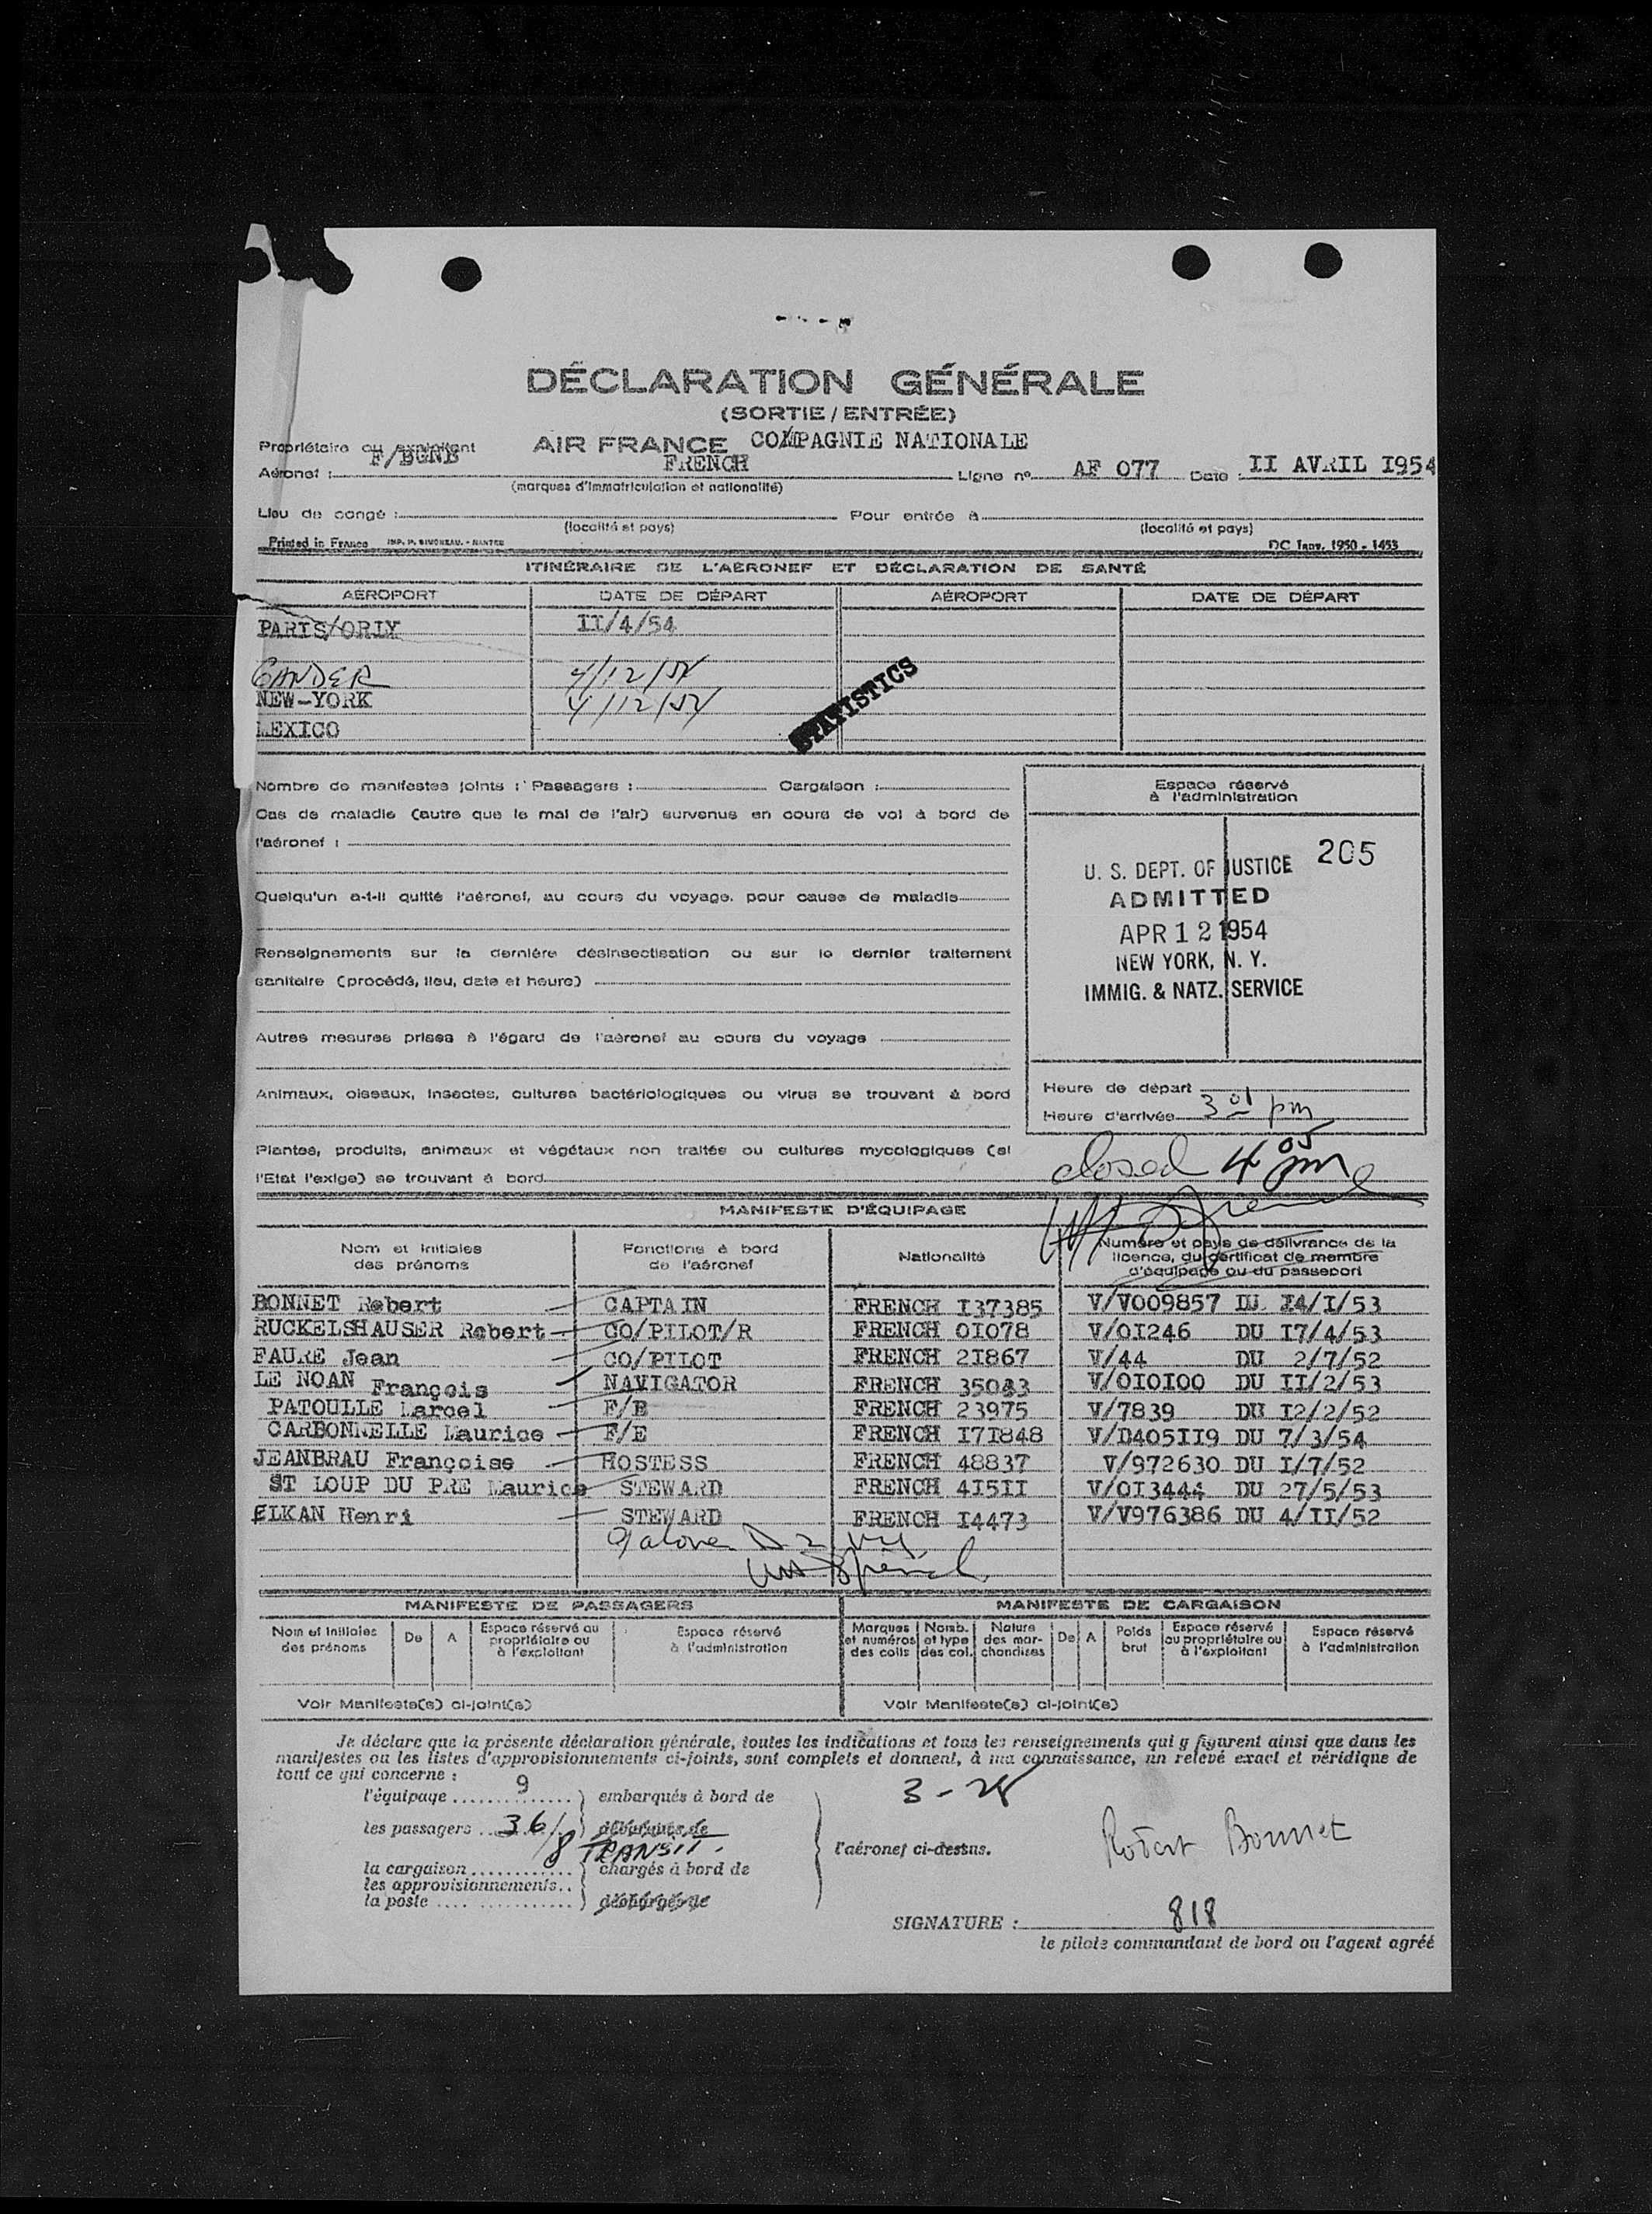 DÉCLARATION GÉNÉRALE
(SORTIE / ENTRÉE)
Propriétaire ou exploitant AIR FRANCE COMPAGNIE NATIONALE
Aéronef : F/BGNB FRENCH Ligne n° AF 077 Date : II AVRIL I954
(marques d'immatriculation et nationalité)
Lieu de congé : Pour entrée à
(localité et pays) (localité et pays)
Printed in France IMP. P. SIMONEAU. - NANTES DC Janv. 1950 - 1453
ITINÉRAIRE DE L'AÉRONEF ET DÉCLARATION DE SANTÉ
AÉROPORT DATE DE DÉPART AÉROPORT DATE DE DÉPART
PARIS/ORLY II/4/54
GANDER 4/12/54
NEW-YORK 4/12/54
MEXICO
STATISTICS
Nombre de manifestes joints : Passagers : Cargaison :
Cas de maladie (autre que le mal de l'air) survenus en cours de vol à bord de
l'aéronef :
Quelqu'un a-t-il quitté l'aéronef, au cours du voyage, pour cause de maladie
Renseignements sur la dernière désinsectisation ou sur le dernier traitement
sanitaire (procédé, lieu, date et heure)
Autres mesures prises à l'égard de l'aéronef au cours du voyage
Animaux, oiseaux, insectes, cultures bactériologiques ou virus se trouvant à bord
Plantes, produits, animaux et végétaux non traités ou cultures mycologiques (si
l'Etat l'exige) se trouvant à bord
Espace réservé
à l'administration
205
U. S. DEPT. OF JUSTICE
ADMITTED
APR 12 1954
NEW YORK, N. Y.
IMMIG. & NATZ. SERVICE
Heure de départ
Heure d'arrivée 3 01 pm
closed 4 05 pm
MANIFESTE D'ÉQUIPAGE
Nom et initiales des prénoms Fonctions à bord de l'aéronef Nationalité Numéro et pays de délivrance de la licence, du certificat de membre d'équipage ou du passeport
BONNET Robert CAPTAIN FRENCH I37385 V/V009857 DU I4/I/53
RUCKELSHAUSER Robert CO/PILOT/R FRENCH 0I078 V/0I246 DU I7/4/53
FAURE Jean CO/PILOT FRENCH 2I867 V/44 DU 2/7/52
LE NOAN François NAVIGATOR FRENCH 35043 V/0I0I00 DU II/2/53
PATOULLE Marcel F/E FRENCH 23975 V/7839 DU I2/2/52
CARBONNELLE Maurice F/E FRENCH I7I848 V/D405II9 DU 7/3/54
JEANBRAU Françoise HOSTESS FRENCH 48837 V/972630 DU I/7/52
ST LOUP DU PRE Maurice STEWARD FRENCH 4I5II V/0I3444 DU 27/5/53
ELKAN Henri STEWARD FRENCH I4473 V/V976386 DU 4/II/52
MANIFESTE DE PASSAGERS MANIFESTE DE CARGAISON
Nom et initiales des prénoms De A Espace réservé au propriétaire ou à l'exploitant Espace réservé à l'administration Marques et numéros des colis Nomb. et type des col. Nature des marchandises De A Poids brut Espace réservé au propriétaire ou à l'exploitant Espace réservé à l'administration
Voir Manifeste(s) ci-joint(s) Voir Manifeste(s) ci-joint(s)
Je déclare que la présente déclaration générale, toutes les indications et tous les renseignements qui y figurent ainsi que dans les
manifestes ou les listes d'approvisionnements ci-joints, sont complets et donnent, à ma connaissance, un relevé exact et véridique de
tout ce qui concerne :
l'équipage 9 embarqués à bord de 3-28
les passagers 36/ débarqués de
8 TRANSIT.
l'aéronef ci-dessus. Robert Bonnet
la cargaison chargés à bord de
les approvisionnements
la poste déchargés de
SIGNATURE : 818
le pilote commandant de bord ou l'agent agréé